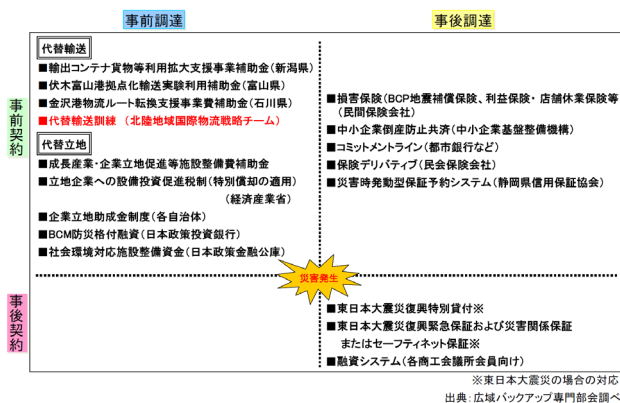 事前調達
事後調達
事前契約
代替輸送
■輸出コンテナ貨物等利用拡大支援事業補助金(新潟県)
■伏木富山港拠点化輸送実験利用補助金(富山県)
■金沢港物流ルート転換支援事業費補助金(石川県)
■代替輸送訓練 (北陸地域国際物流戦略チーム)
代替立地
■成長産業・企業立地促進等施設整備費補助金
■立地企業への設備投資促進税制(特別償却の適用)
(経済産業省)
■企業立地助成金制度(各自治体)
■BCM防災格付融資(日本政策投資銀行)
■社会環境対応施設整備資金(日本政策金融公庫)
■損害保険(BCP地震補償保険、利益保険・店舗休業保険等
(民間保険会社)
■中小企業倒産防止共済(中小企業基盤整備機構)
■コミットメントライン(都市銀行など)
■保険デリバティブ(民会保険会社)
■災害時発動型保証予約システム(静岡県信用保証協会)
災害発生
事後契約
■東日本大震災復興特別貸付※
■東日本大震災復興緊急保証および災害関係保証
またはセーフティネット保証※
■融資システム(各商工会議所会員向け)
※東日本大震災の場合の対応
出典:広域バックアップ専門部会調べ